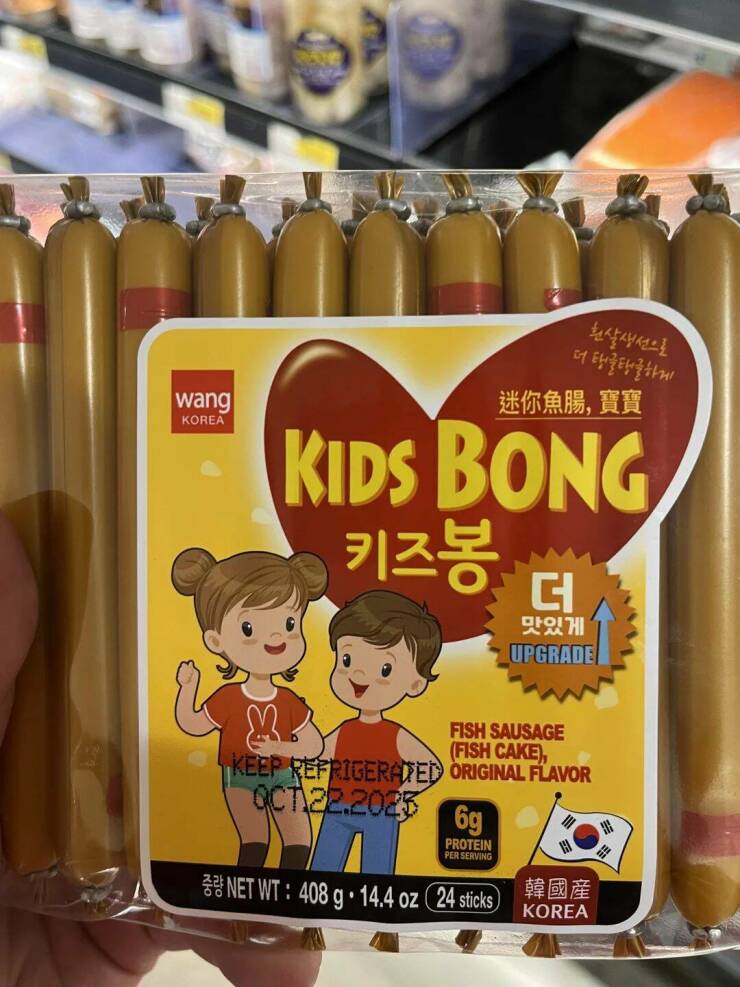 흰살생선으로
더 탱글탱글하게
wang
KOREA
迷你魚腸, 寶寶
KIDS BONG
키즈봉
더
맛있게
UPGRADE
FISH SAUSAGE
(FISH CAKE),
ORIGINAL FLAVOR
KEEP REFRIGERATED
OCT.22.2025
6g
PROTEIN
PER SERVING
중량 NET WT : 408 g • 14.4 oz 24 sticks
韓國産
KOREA